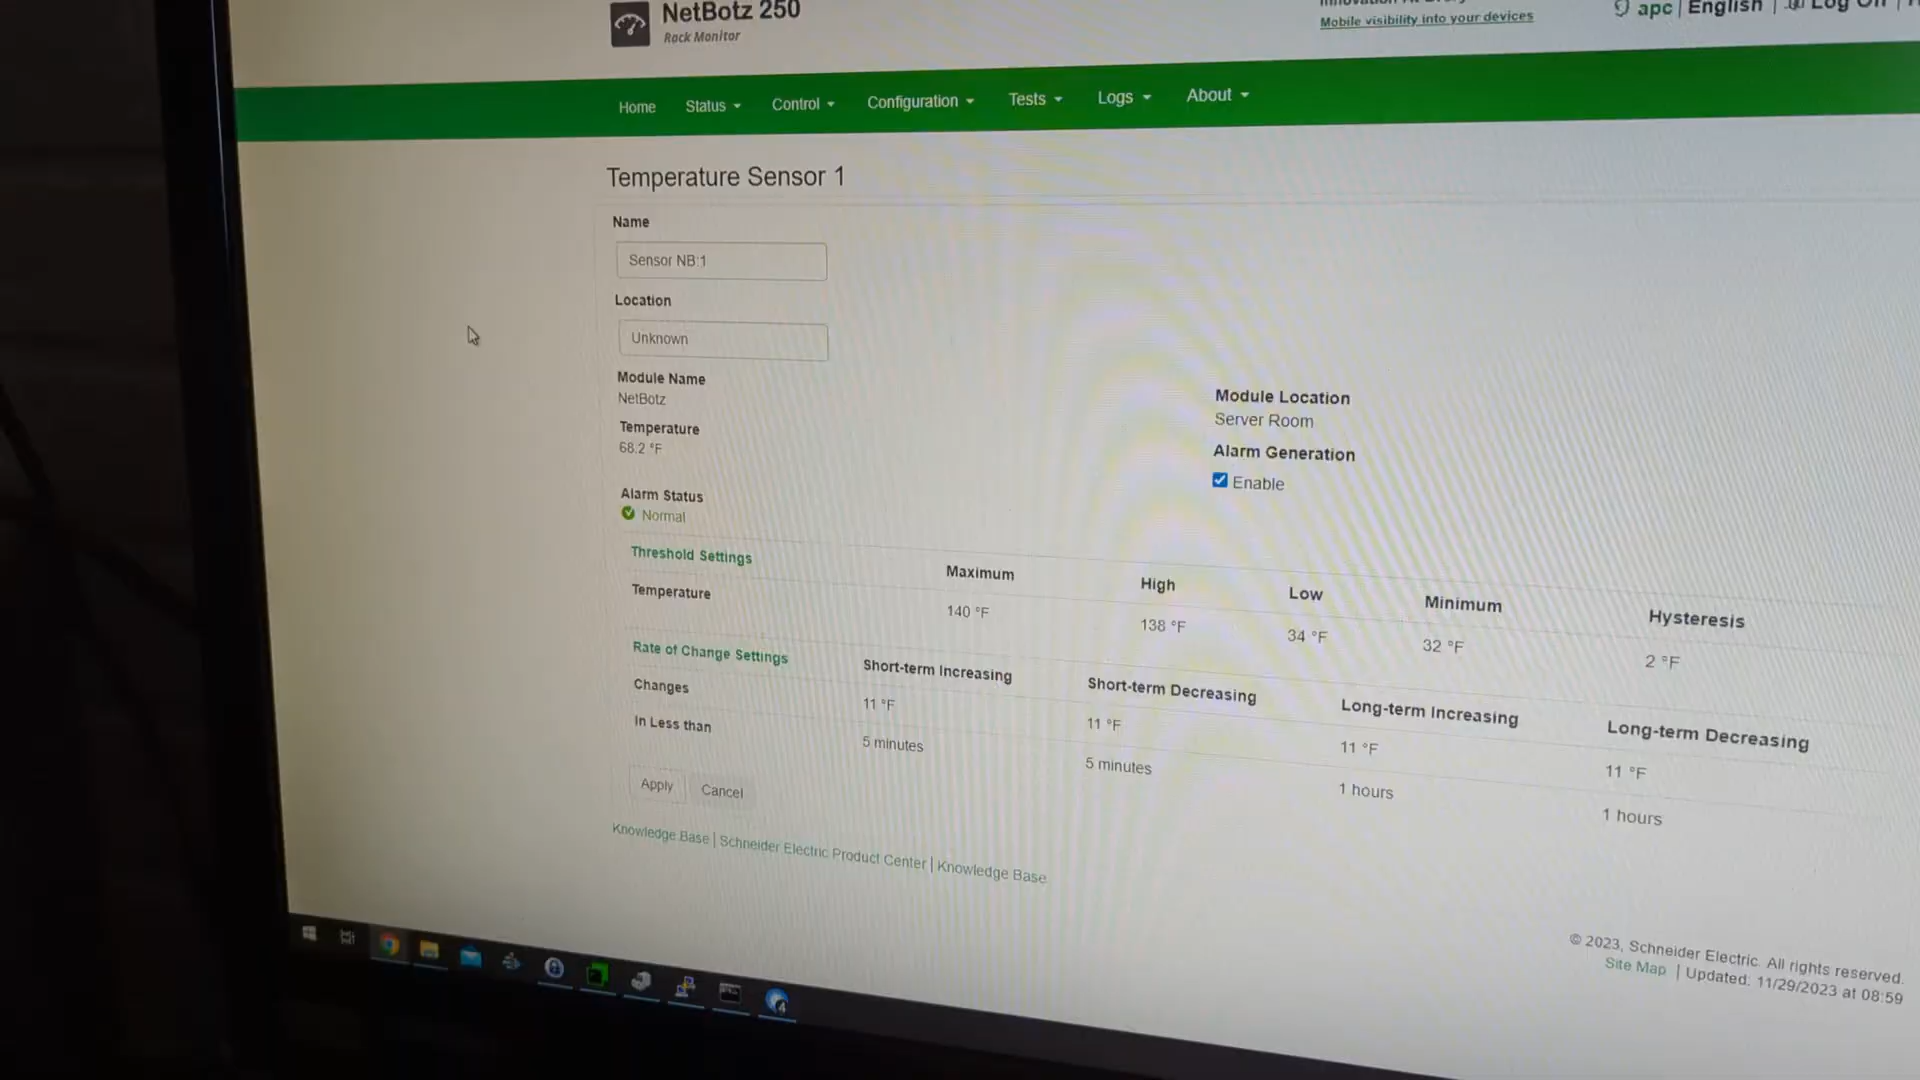 NetBotz 250
Rack Monitor
Mobile visibility into your devices
apc | English | Log
Home Status Control Configuration Tests Logs About
Temperature Sensor 1
Name
Sensor NB:1
Location
Unknown
Module Name
NetBotz
Module Location
Server Room
Temperature
68.2 °F
Alarm Generation
Enable
Alarm Status
Normal
Threshold Settings Maximum High Low Minimum Hysteresis
Temperature 140 °F 138 °F 34 °F 32 °F 2 °F
Rate of Change Settings Short-term Increasing Short-term Decreasing Long-term Increasing Long-term Decreasing
Changes 11 °F 11 °F 11 °F 11 °F
In Less than 5 minutes 5 minutes 1 hours 1 hours
Apply Cancel
Knowledge Base | Schneider Electric Product Center | Knowledge Base
© 2023, Schneider Electric. All rights reserved.
Site Map | Updated: 11/29/2023 at 08:59